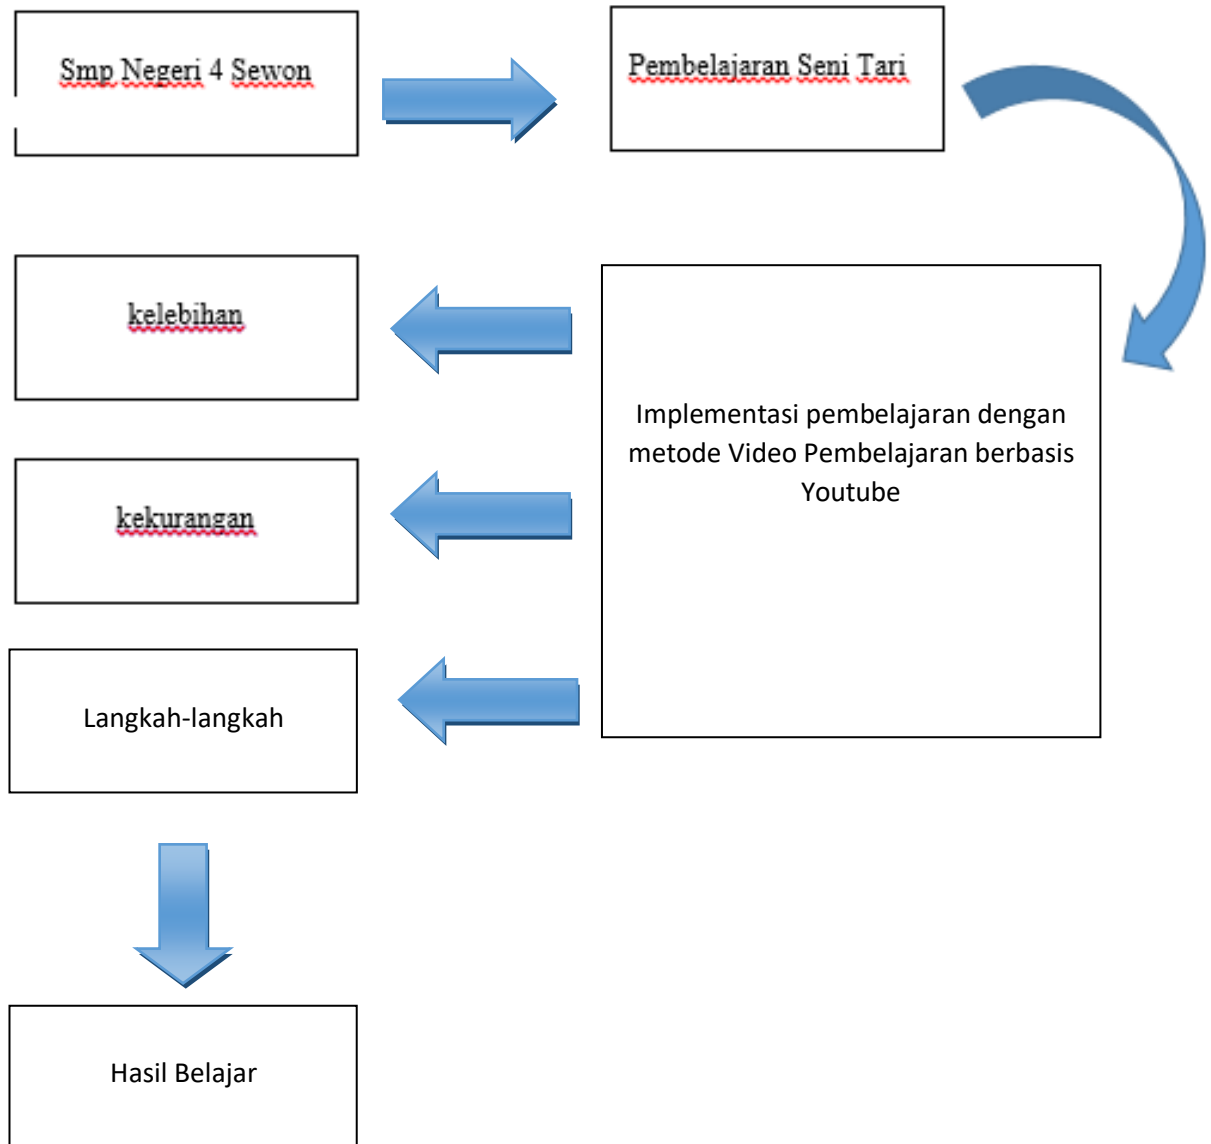 Smp Negeri 4 Sewon
Pembelajaran Seni Tari
kelebihan
Implementasi pembelajaran dengan
metode Video Pembelajaran berbasis
Youtube
kekurangan
Langkah-langkah
Hasil Belajar